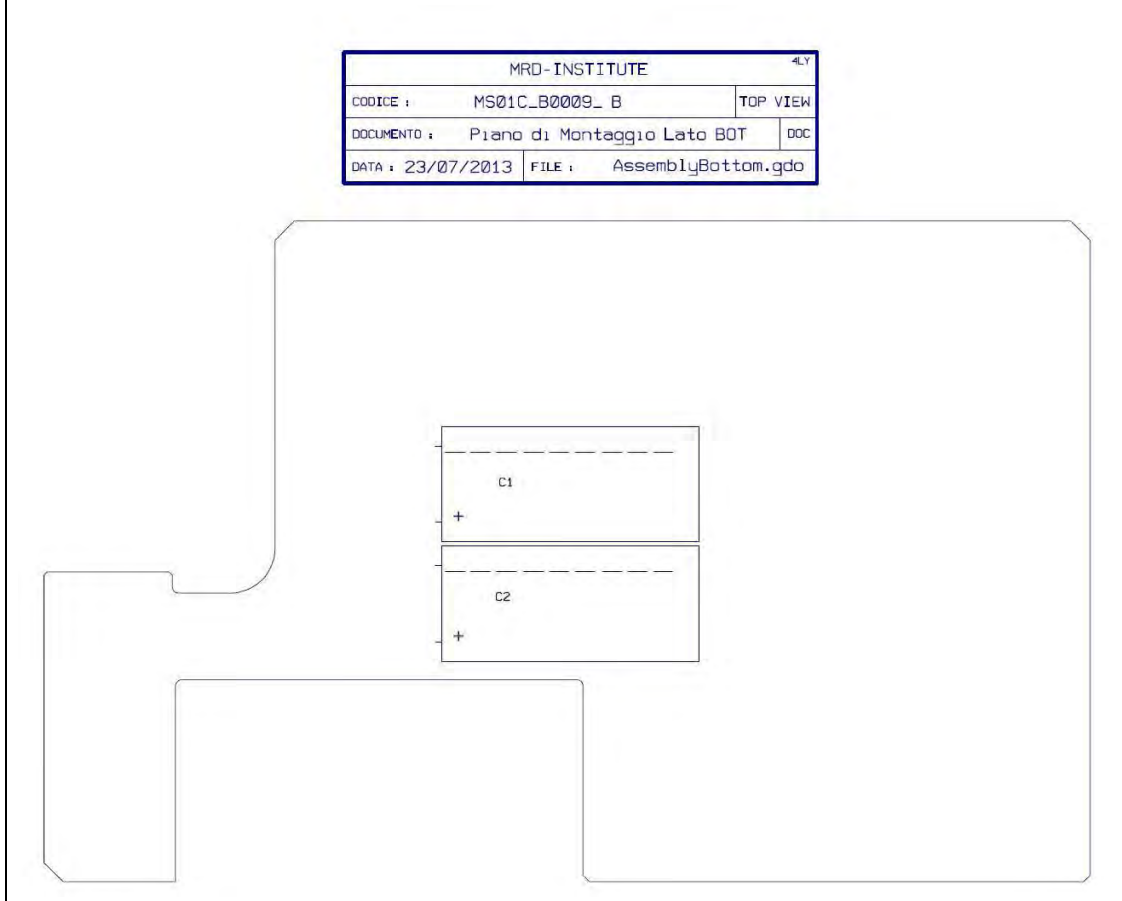 MRD-INSTITUTE 4LY
CODICE : MS01C_B0009_ B TOP VIEW
DOCUMENTO : Piano di Montaggio Lato BOT DOC
DATA : 23/07/2013 FILE : AssemblyBottom.gdo
C1
+
C2
+